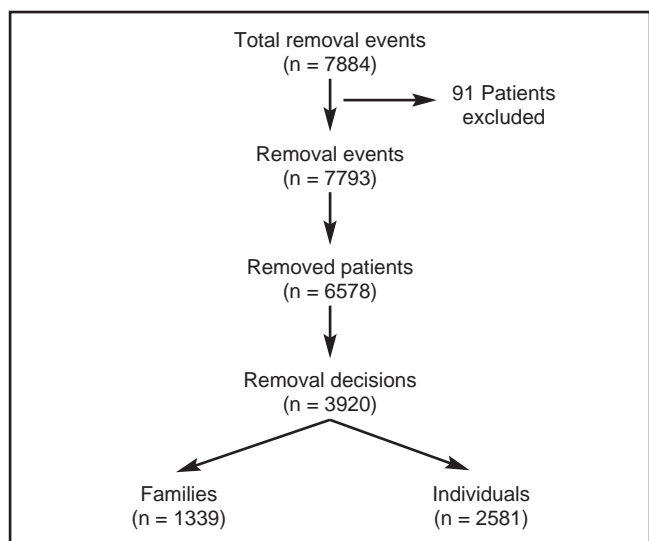 Total removal events
(n = 7884)
91 Patients
excluded
Removal events
(n = 7793)
Removed patients
(n = 6578)
Removal decisions
(n = 3920)
Families
(n = 1339)
Individuals
(n = 2581)